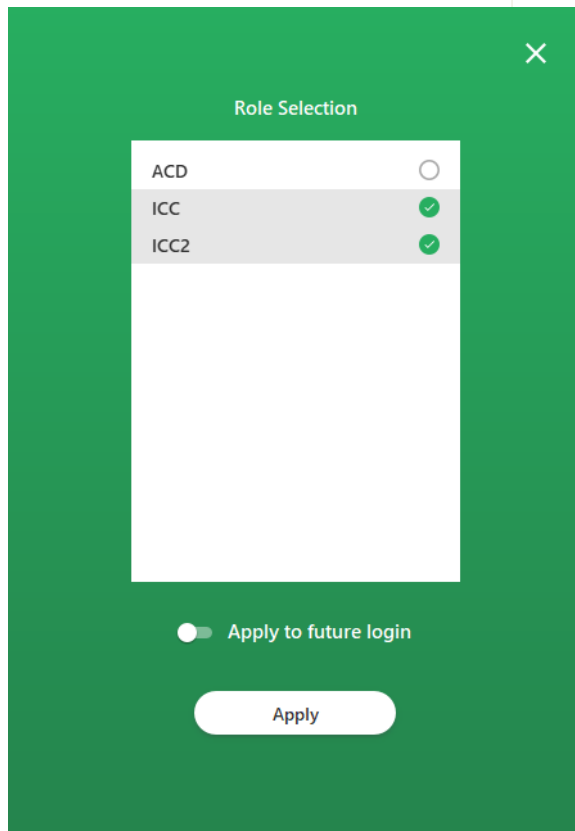 Role Selection
ACD
ICC
ICC2
Apply to future login
Apply